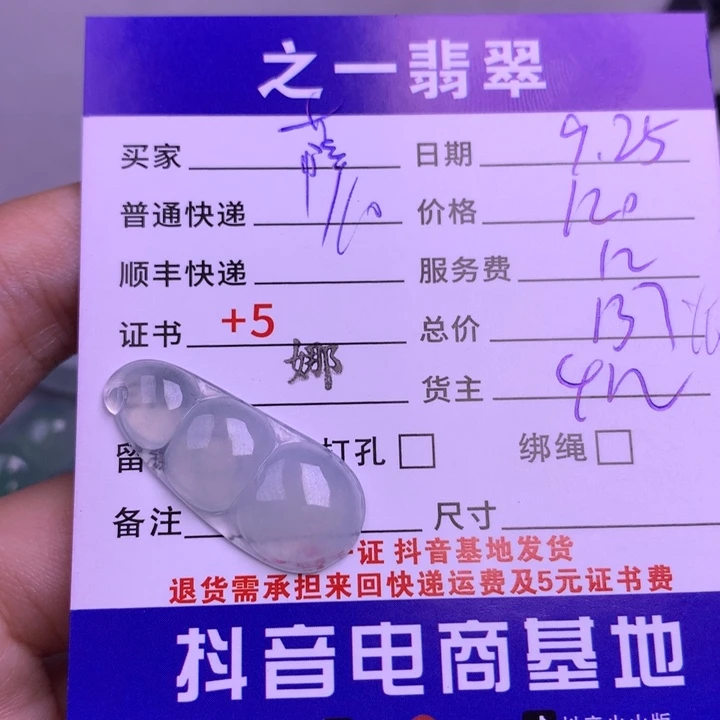 之一翡翠
买家 日期 9.25
普通快递 价格 120
顺丰快递 服务费 12
证书 +5 总价 137
娜 货主
留 打孔 绑绳
备注 尺寸
证 抖音基地发货
退货需承担来回快递运费及5元证书费
抖音电商基地